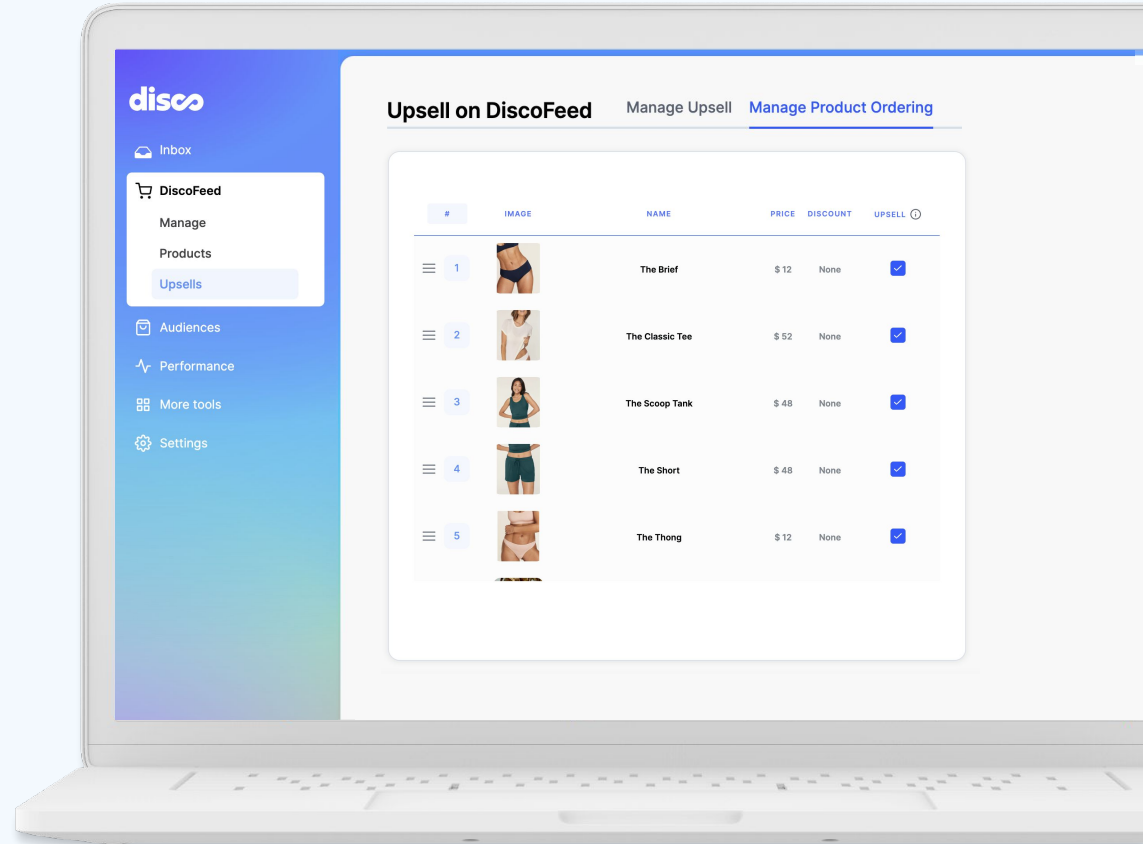 disco
Inbox
DiscoFeed
Manage
Products
Upsells
Audiences
Performance
More tools
Settings
Upsell on DiscoFeed Manage Upsell Manage Product Ordering
# IMAGE NAME PRICE DISCOUNT UPSELL
1 The Brief $ 12 None
2 The Classic Tee $ 52 None
3 The Scoop Tank $ 48 None
4 The Short $ 48 None
5 The Thong $ 12 None